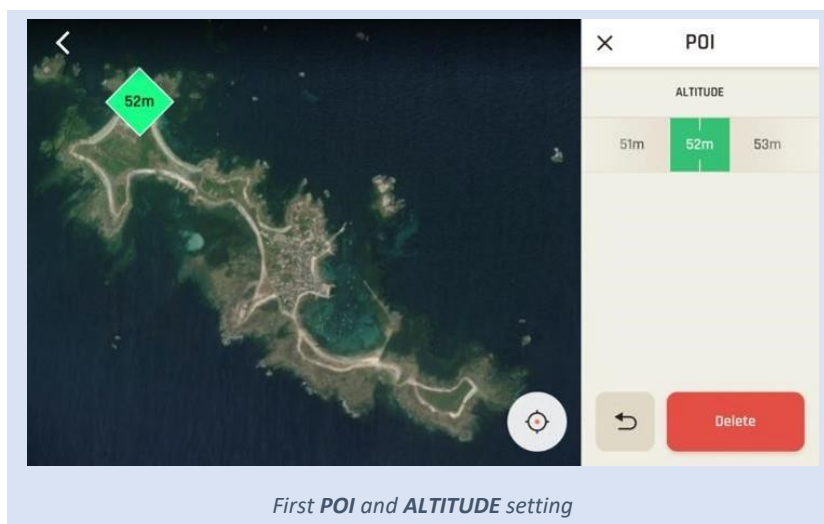 52m
POI
ALTITUDE
51m 52m 53m
Delete
First POI and ALTITUDE setting